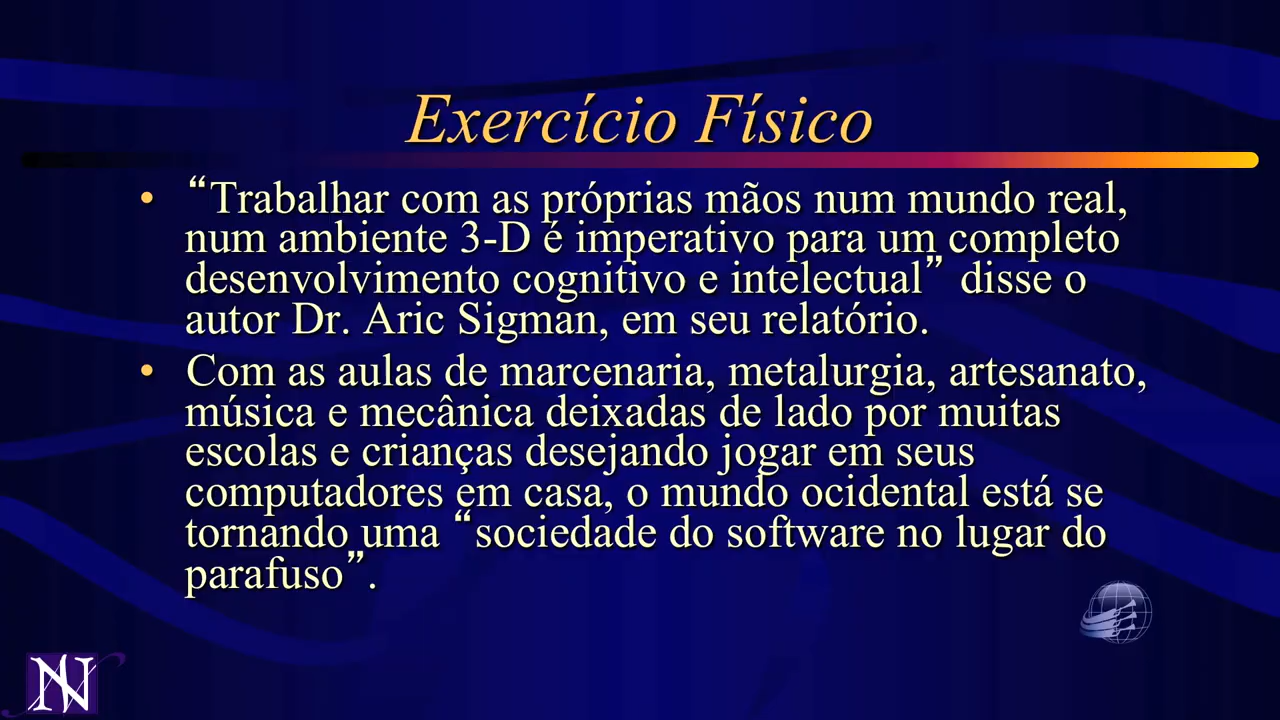 Exercício Físico
• “Trabalhar com as próprias mãos num mundo real,
num ambiente 3-D é imperativo para um completo
desenvolvimento cognitivo e intelectual” disse o
autor Dr. Aric Sigman, em seu relatório.
• Com as aulas de marcenaria, metalurgia, artesanato,
música e mecânica deixadas de lado por muitas
escolas e crianças desejando jogar em seus
computadores em casa, o mundo ocidental está se
tornando uma “sociedade do software no lugar do
parafuso”.
N